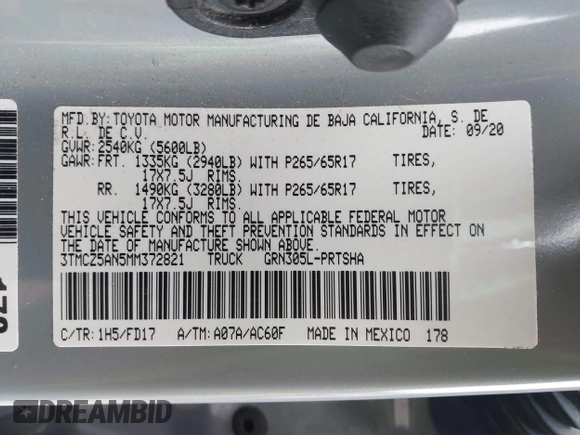 MFD.BY:TOYOTA MOTOR MANUFACTURING DE BAJA CALIFORNIA, S. DE
R.L. DE C.V. DATE: 09/20
GVWR:2540KG (5600LB)
GAWR:FRT. 1335KG (2940LB) WITH P265/65R17 TIRES,
17X7.5J RIMS.
RR. 1490KG (3280LB) WITH P265/65R17 TIRES,
17X7.5J RIMS.
THIS VEHICLE CONFORMS TO ALL APPLICABLE FEDERAL MOTOR
VEHICLE SAFETY AND THEFT PREVENTION STANDARDS IN EFFECT ON
THE DATE OF MANUFACTURE SHOWN ABOVE.
3TMCZ5AN5MM372821 TRUCK GRN305L-PRTSHA
C/TR:1H5/FD17 A/TM:A07A/AC60F MADE IN MEXICO 178
DREAMBID